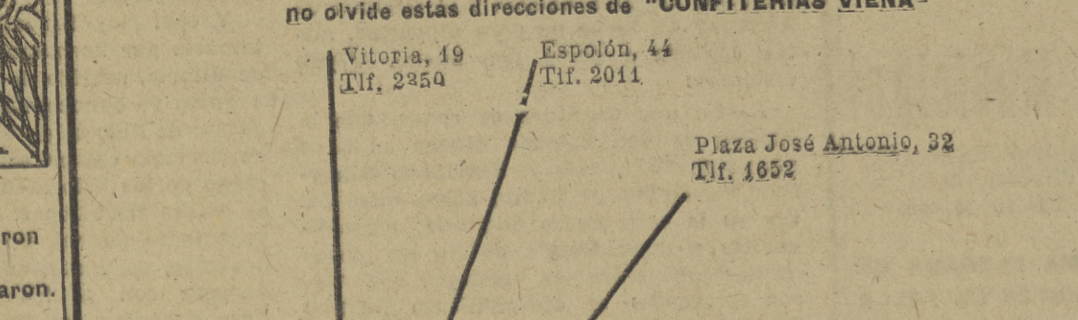 no olvide estas direcciones de "CONFITERIAS VIENA"
Vitoria, 19
Tlf. 2250
Espolón, 44
Tlf. 2011
Plaza José Antonio, 32
Tlf. 1652
ron
aron.